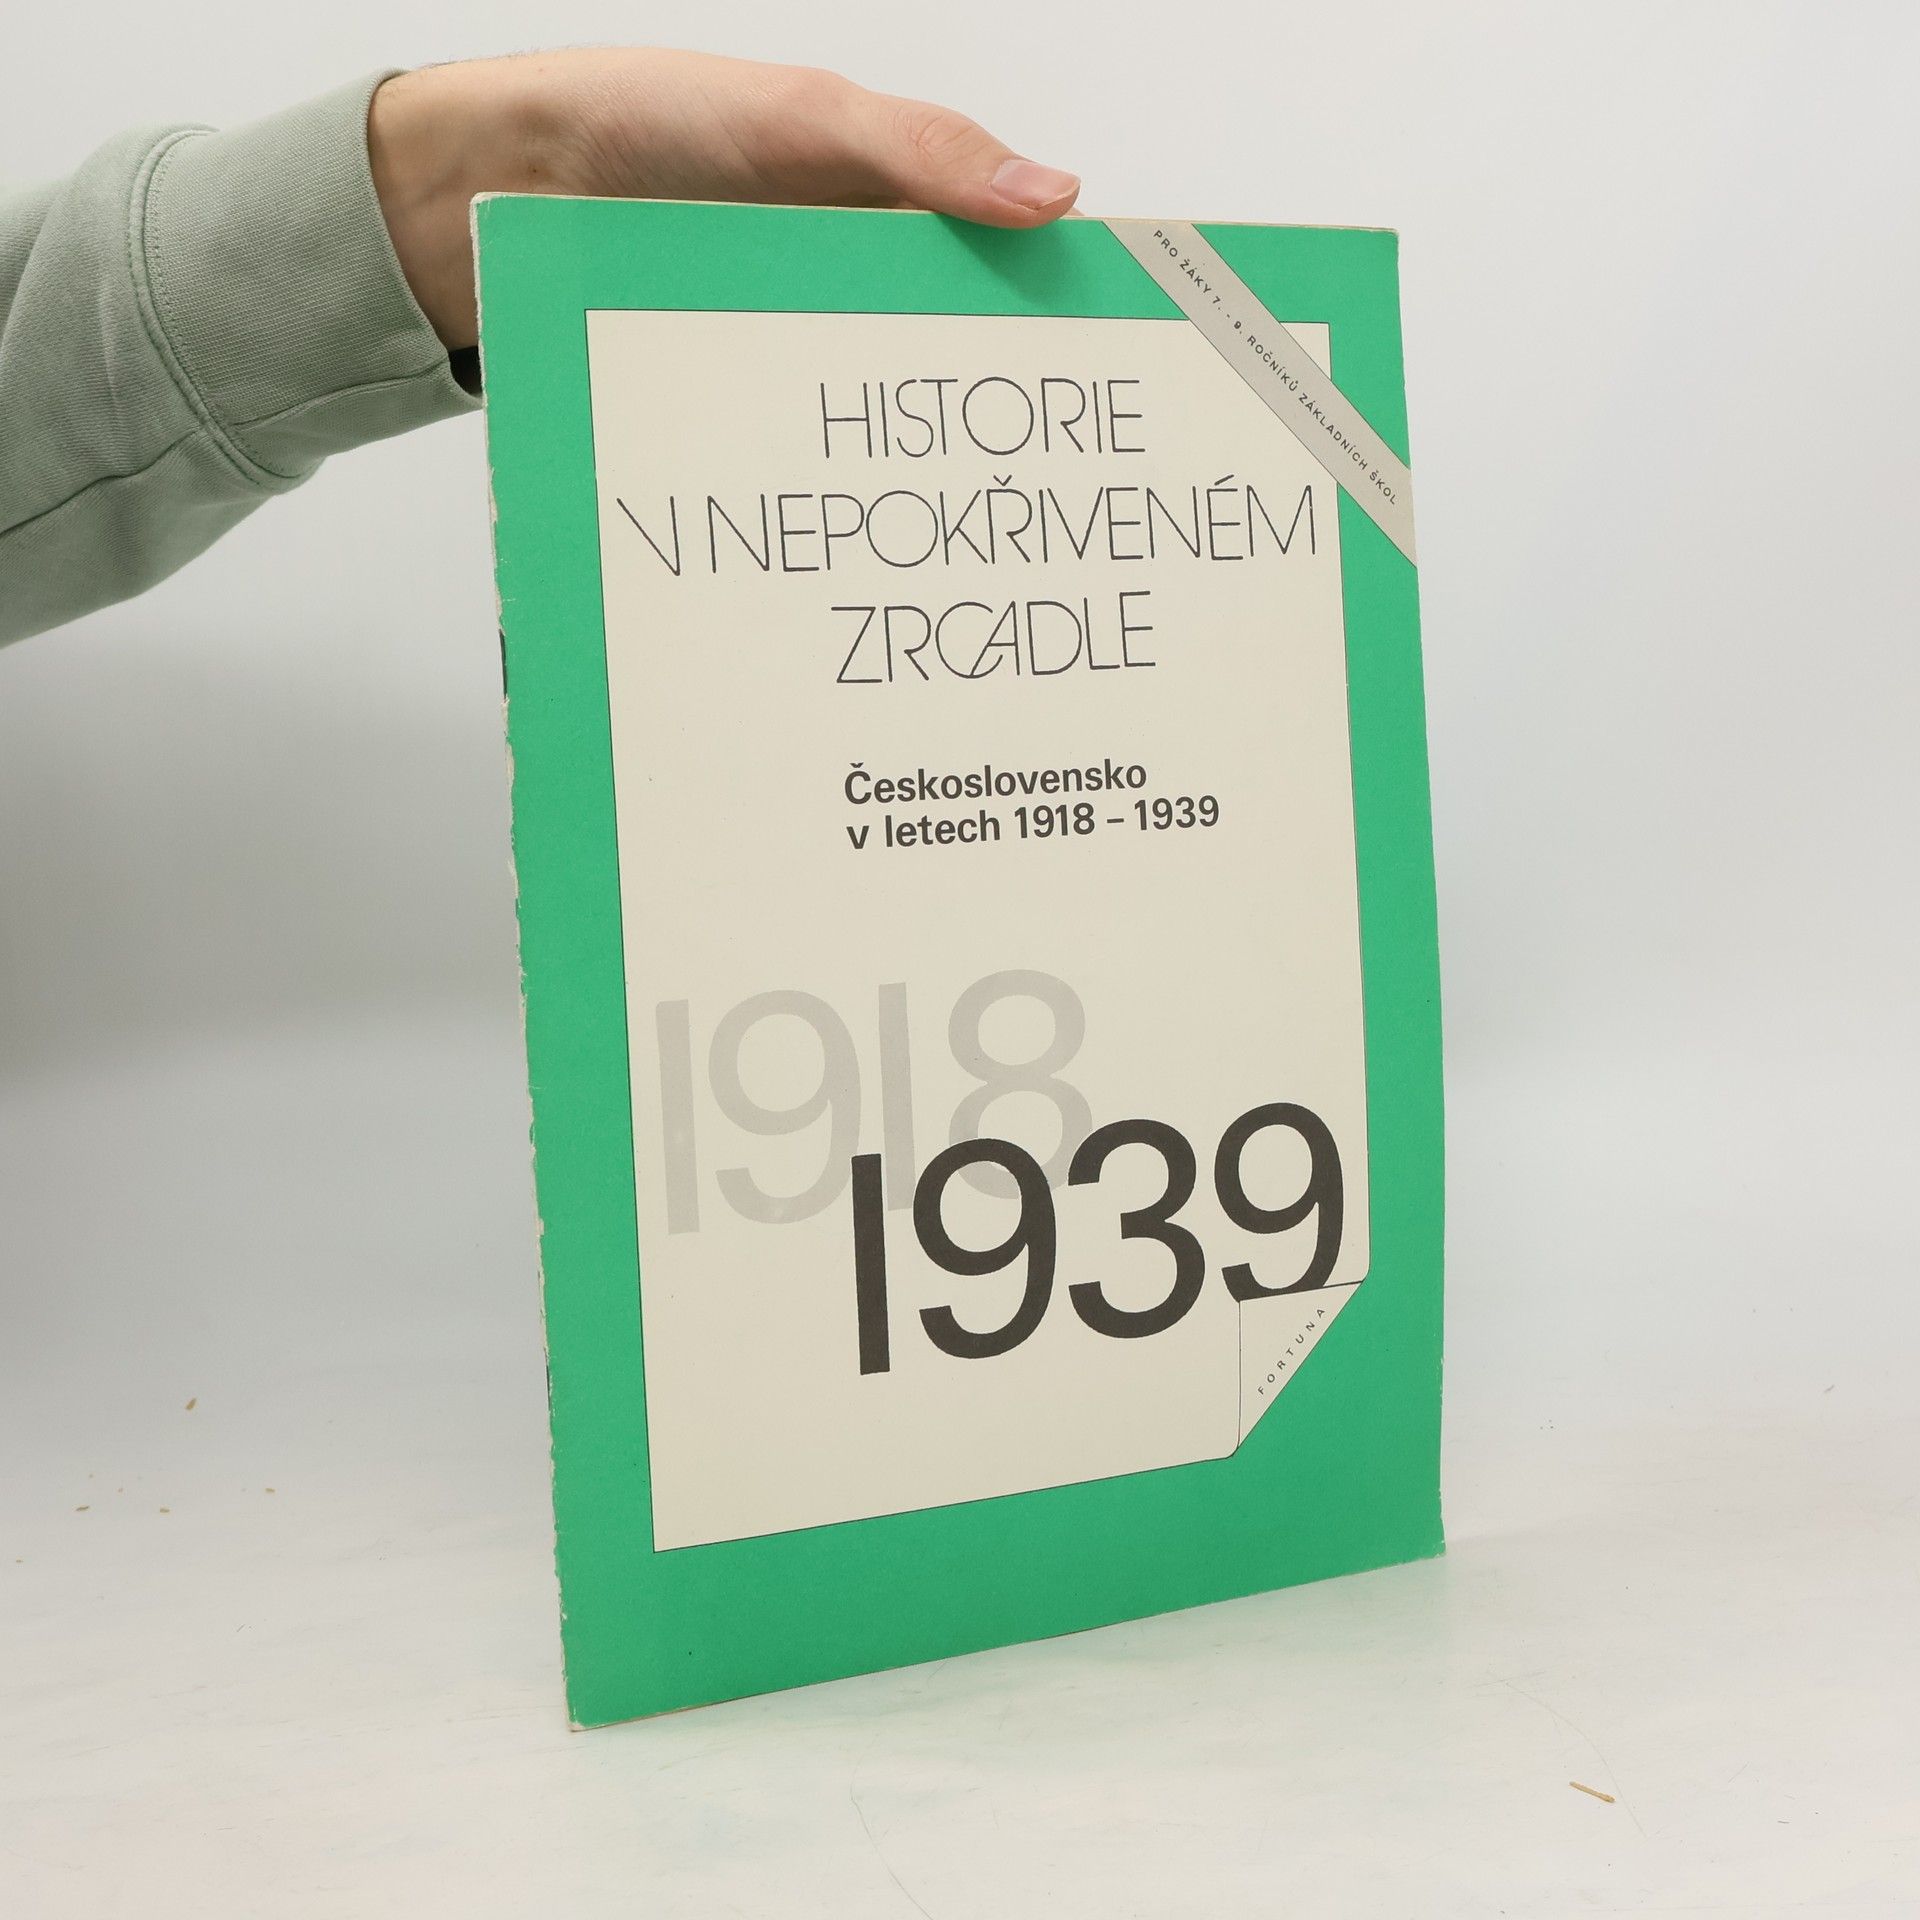 PRO ŽÁKY 7. - 9. ROČNÍKŮ ZÁKLADNÍCH ŠKOL
HISTORIE
V NEPOKŘIVENÉM
ZRCADLE
Československo
v letech 1918 – 1939
1918
1939
FORTUNA